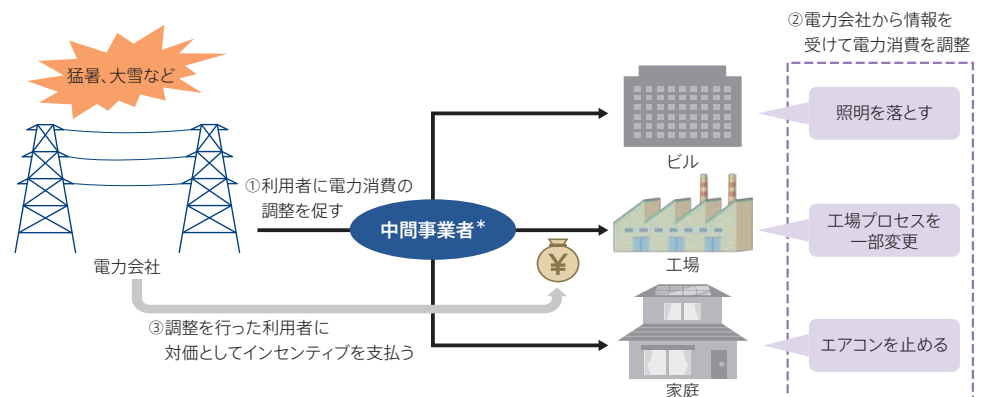 猛暑、大雪など
電力会社
①利用者に電力消費の
調整を促す
中間事業者*
¥
③調整を行った利用者に
対価としてインセンティブを支払う
ビル
工場
家庭
②電力会社から情報を
受けて電力消費を調整
照明を落とす
工場プロセスを
一部変更
エアコンを止める